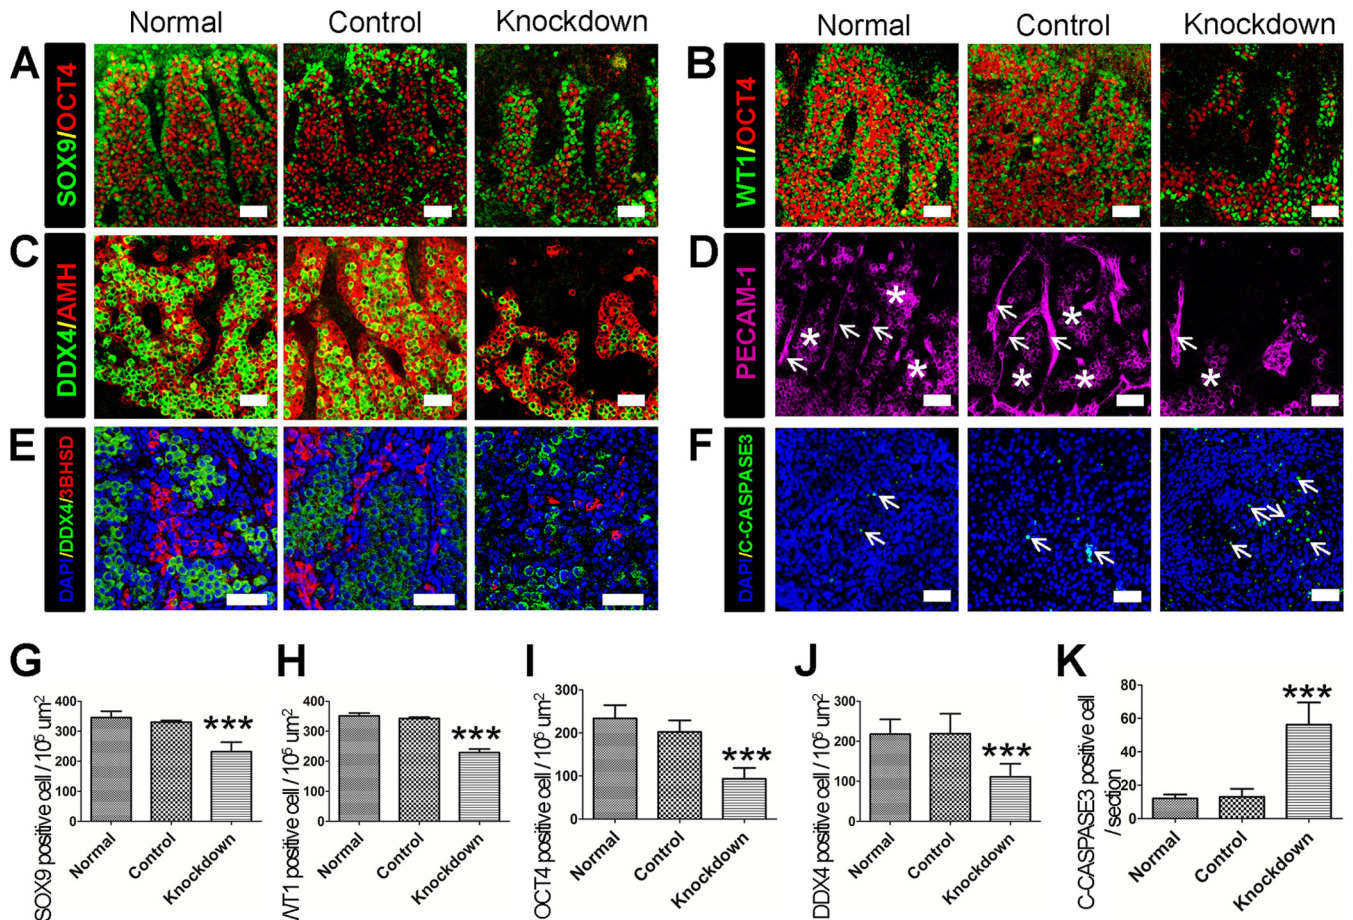 Normal Control Knockdown Normal Control Knockdown
A SOX9/OCT4
B WT1/OCT4
C DDX4/AMH
D PECAM-1
* * *
* * *
*
E DAPI/DDX4/3BHSD
F DAPI/C-CASPASE3
G
SOX9 positive cell / 10⁵ um²
400
300
200
100
0
***
Normal Control Knockdown
H
WT1 positive cell / 10⁵ um²
400
300
200
100
0
***
Normal Control Knockdown
I
OCT4 positive cell / 10⁵ um²
300
200
100
0
***
Normal Control Knockdown
J
DDX4 positive cell / 10⁵ um²
300
200
100
0
***
Normal Control Knockdown
K
C-CASPASE3 positive cell
/ section
80
60
40
20
0
***
Normal Control Knockdown